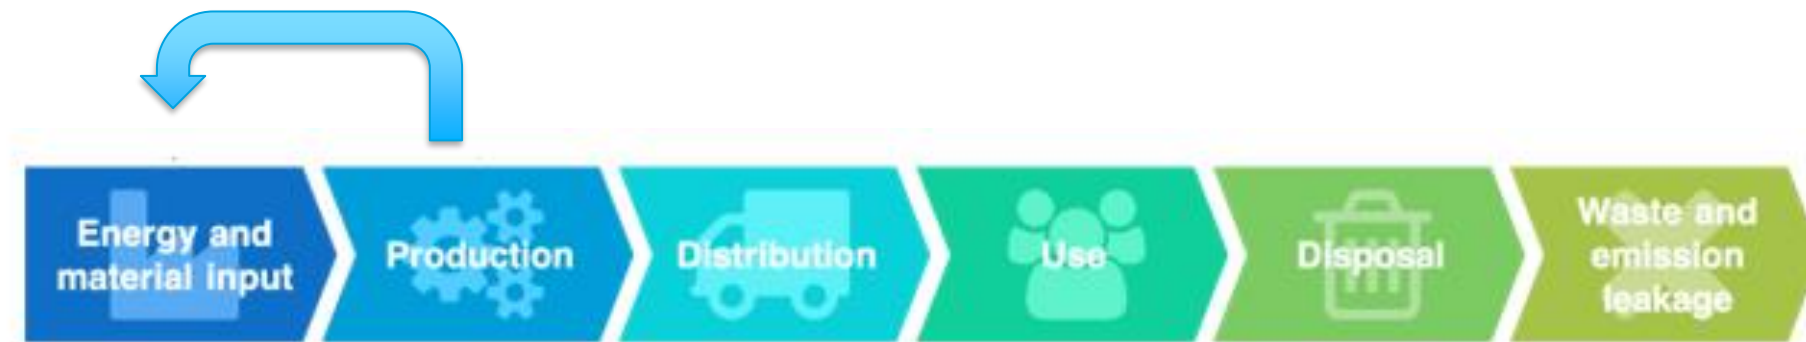 Energy and
material input
Production
Distribution
Use
Disposal
Waste and
emission
leakage